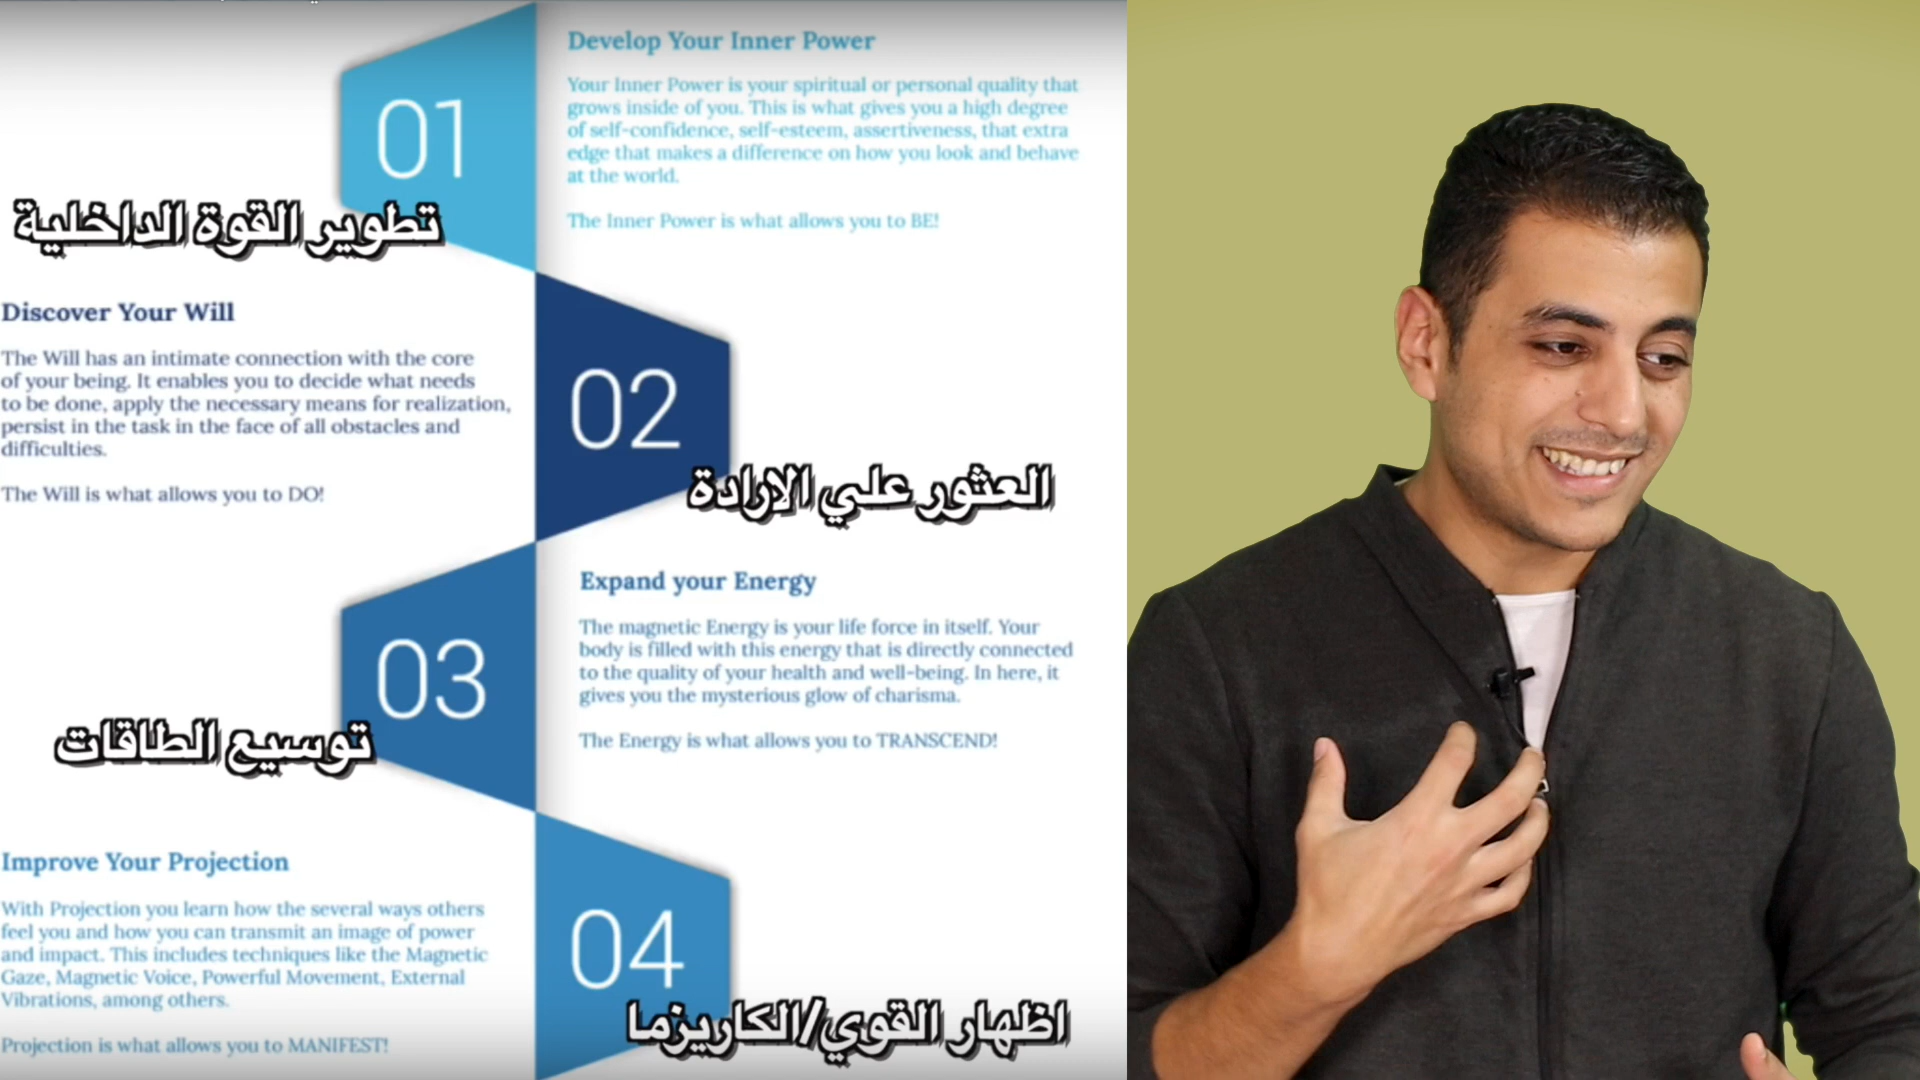 Develop Your Inner Power
Your Inner Power is your spiritual or personal quality that
grows inside of you. This is what gives you a high degree
of self-confidence, self-esteem, assertiveness, that extra
edge that makes a difference on how you look and behave
at the world.
The Inner Power is what allows you to BE!
01
تطوير القوة الداخلية
Discover Your Will
The Will has an intimate connection with the core
of your being. It enables you to decide what needs
to be done, apply the necessary means for realization,
persist in the task in the face of all obstacles and
difficulties.
The Will is what allows you to DO!
02
العثور علي الارادة
Expand your Energy
The magnetic Energy is your life force in itself. Your
body is filled with this energy that is directly connected
to the quality of your health and well-being. In here, it
gives you the mysterious glow of charisma.
The Energy is what allows you to TRANSCEND!
03
توسيع الطاقات
Improve Your Projection
With Projection you learn how the several ways others
feel you and how you can transmit an image of power
and impact. This includes techniques like the Magnetic
Gaze, Magnetic Voice, Powerful Movement, External
Vibrations, among others.
Projection is what allows you to MANIFEST!
04
اظهار القوي/الكاريزما